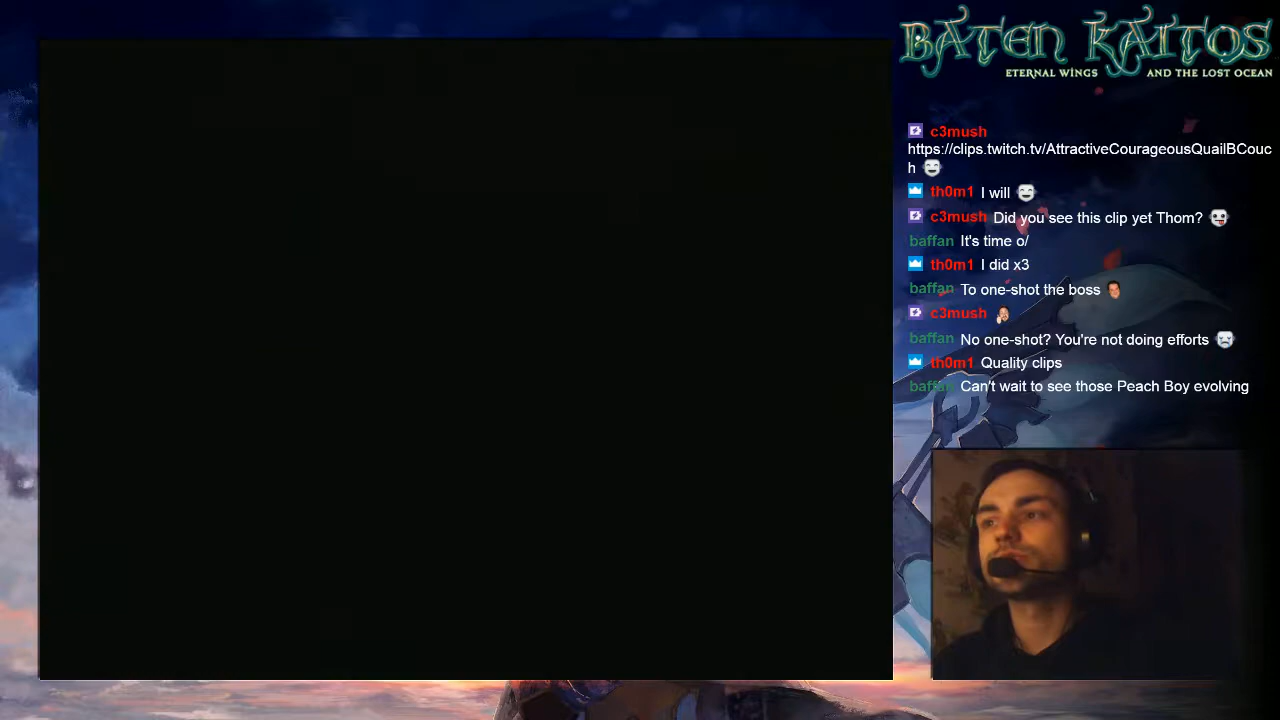 BATEN KAITOS
ETERNAL WINGS AND THE LOST OCEAN
c3mush
https://clips.twitch.tv/AttractiveCourageousQuailBCouc
h
th0m1 I will
c3mush Did you see this clip yet Thom?
baffan It's time o/
th0m1 I did x3
baffan To one-shot the boss
c3mush
baffan No one-shot? You're not doing efforts
th0m1 Quality clips
baffan Can't wait to see those Peach Boy evolving